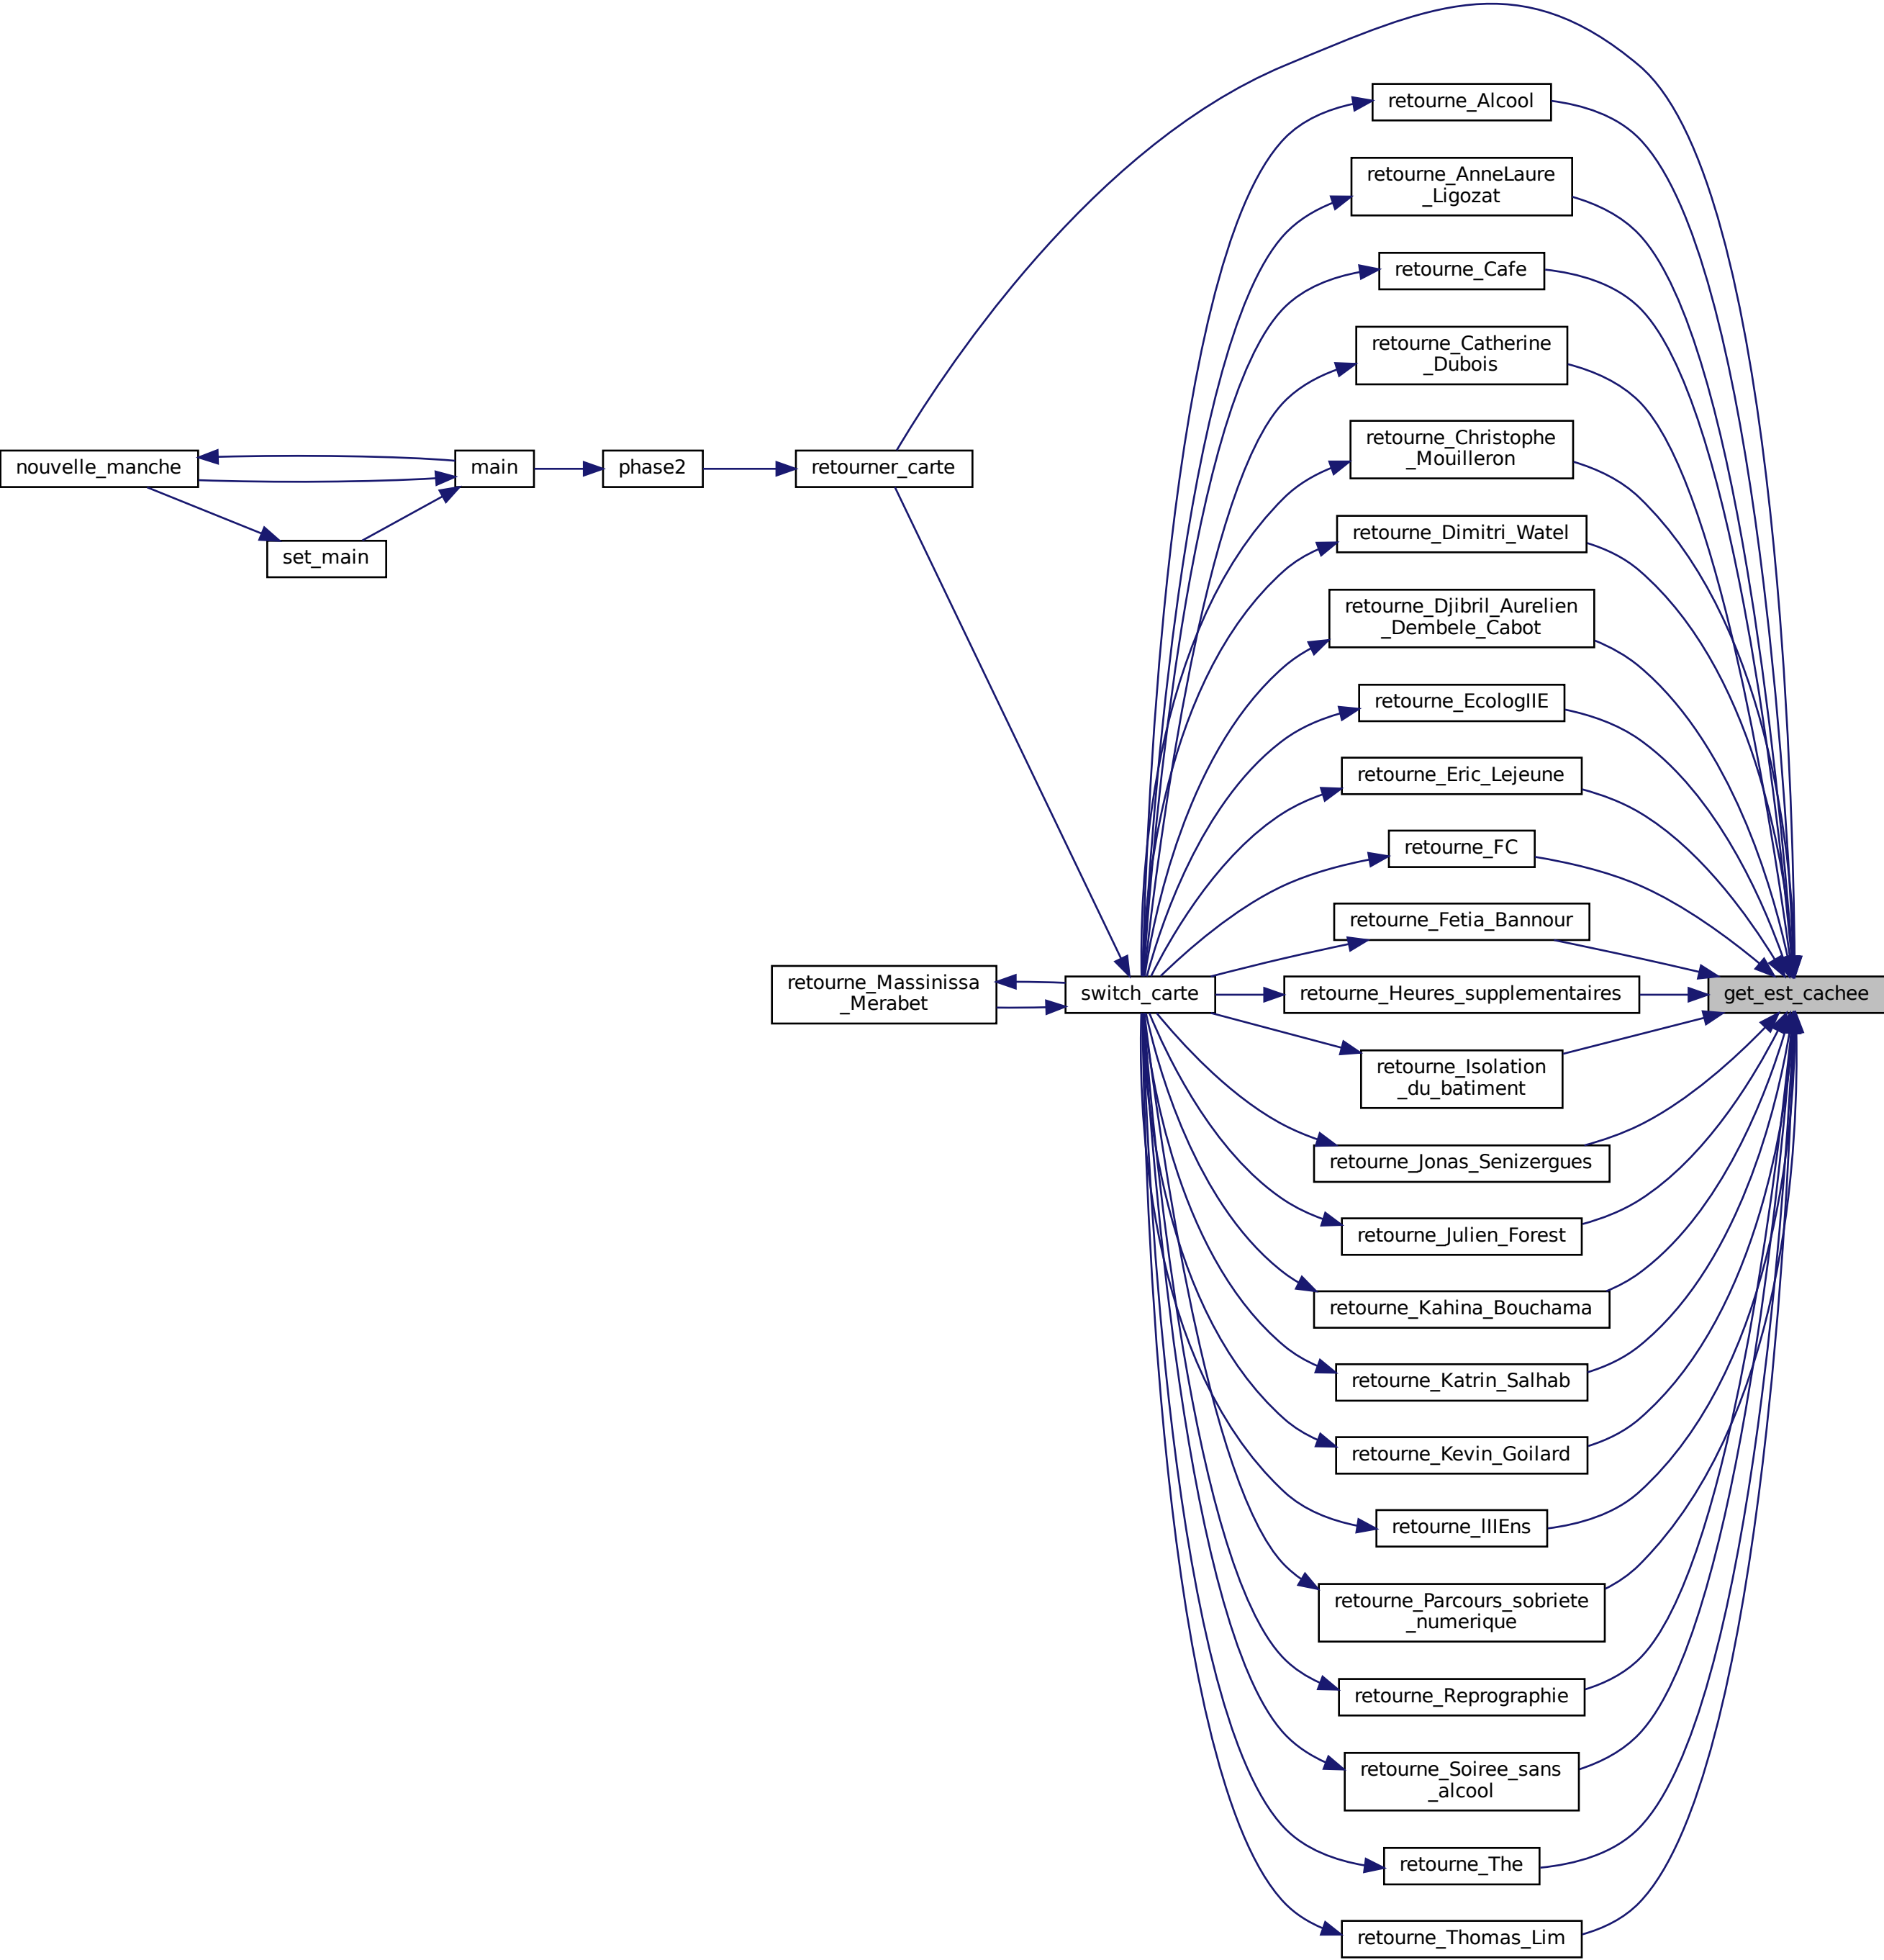 retourne_Alcool
retourne_AnneLaure
_Ligozat
retourne_Cafe
retourne_Catherine
_Dubois
retourne_Christophe
_Mouilleron
nouvelle_manche
main
phase2
retourner_carte
retourne_Dimitri_Watel
set_main
retourne_Djibril_Aurelien
_Dembele_Cabot
retourne_EcologIIE
retourne_Eric_Lejeune
retourne_FC
retourne_Fetia_Bannour
retourne_Massinissa
_Merabet
switch_carte
retourne_Heures_supplementaires
get_est_cachee
retourne_Isolation
_du_batiment
retourne_Jonas_Senizergues
retourne_Julien_Forest
retourne_Kahina_Bouchama
retourne_Katrin_Salhab
retourne_Kevin_Goilard
retourne_lIIEns
retourne_Parcours_sobriete
_numerique
retourne_Reprographie
retourne_Soiree_sans
_alcool
retourne_The
retourne_Thomas_Lim